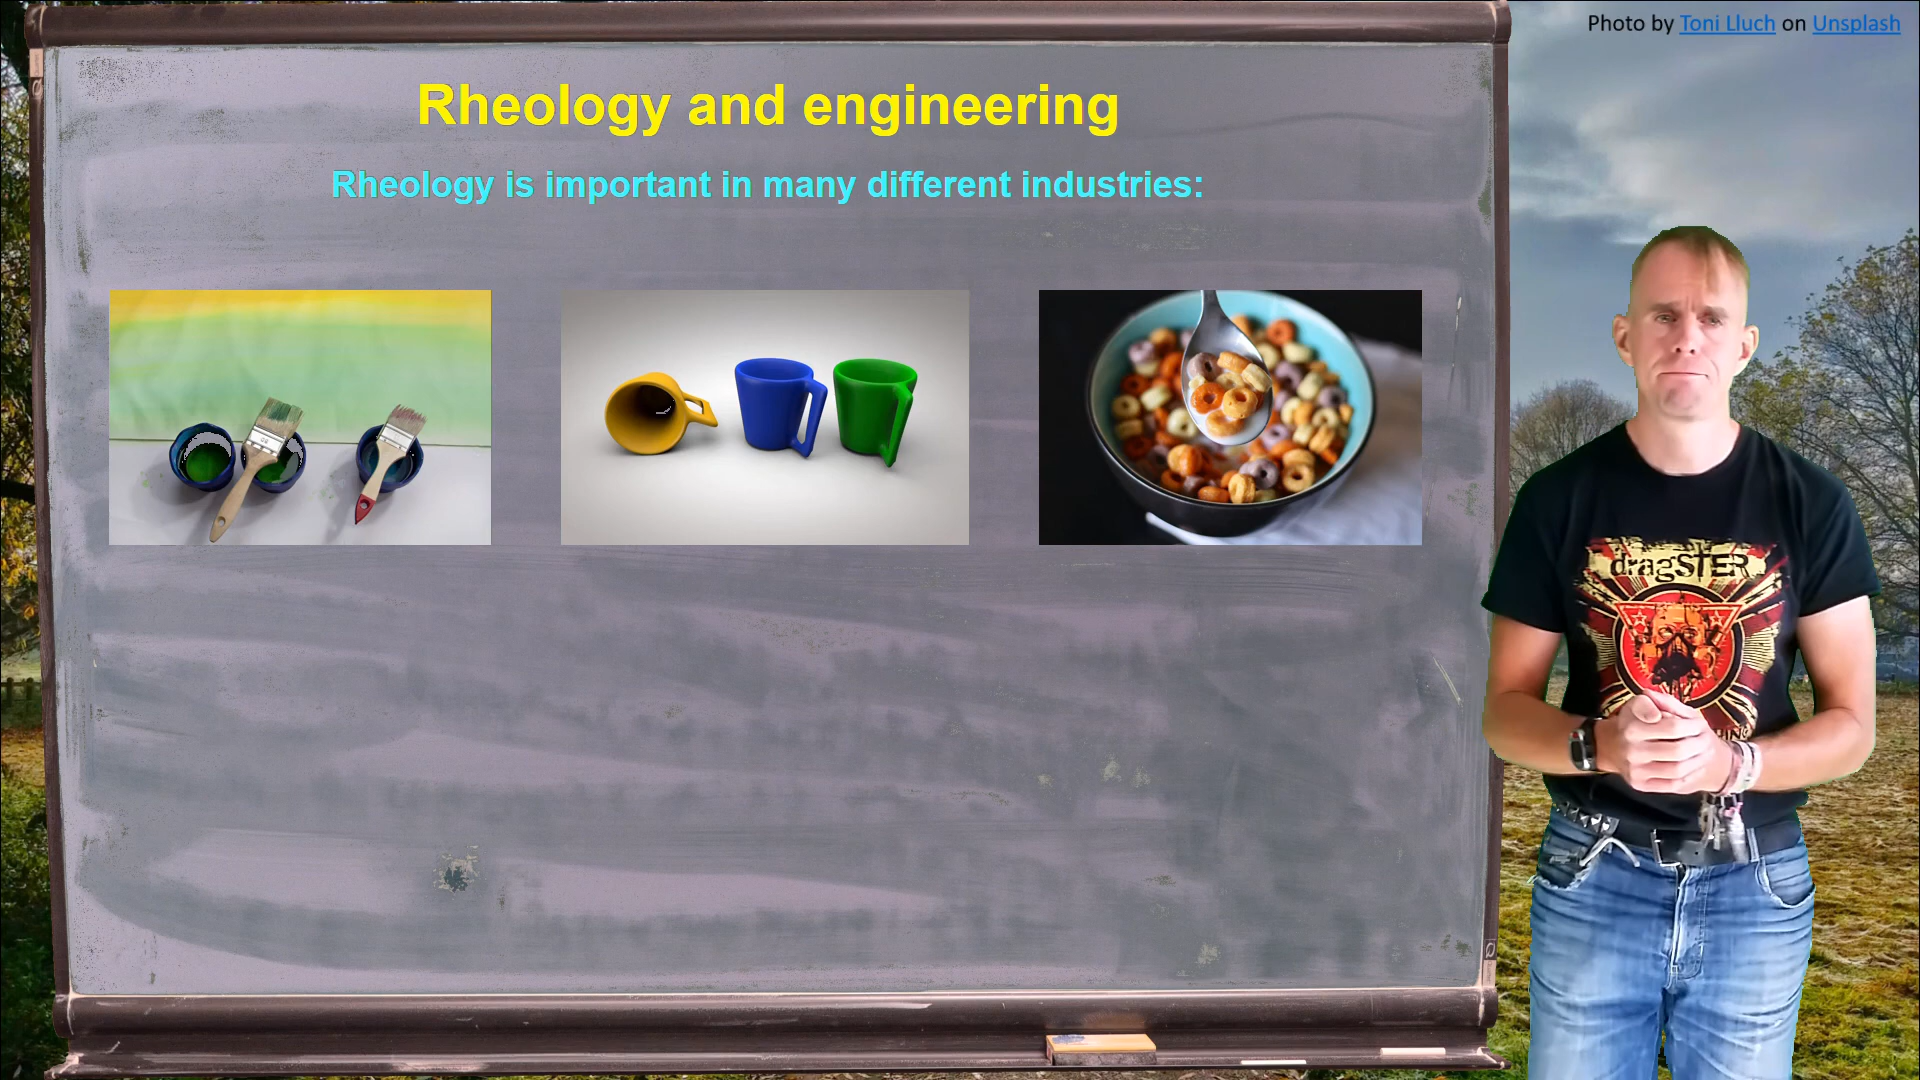 Photo by Toni Lluch on Unsplash
Rheology and engineering
Rheology is important in many different industries:
dragSTER